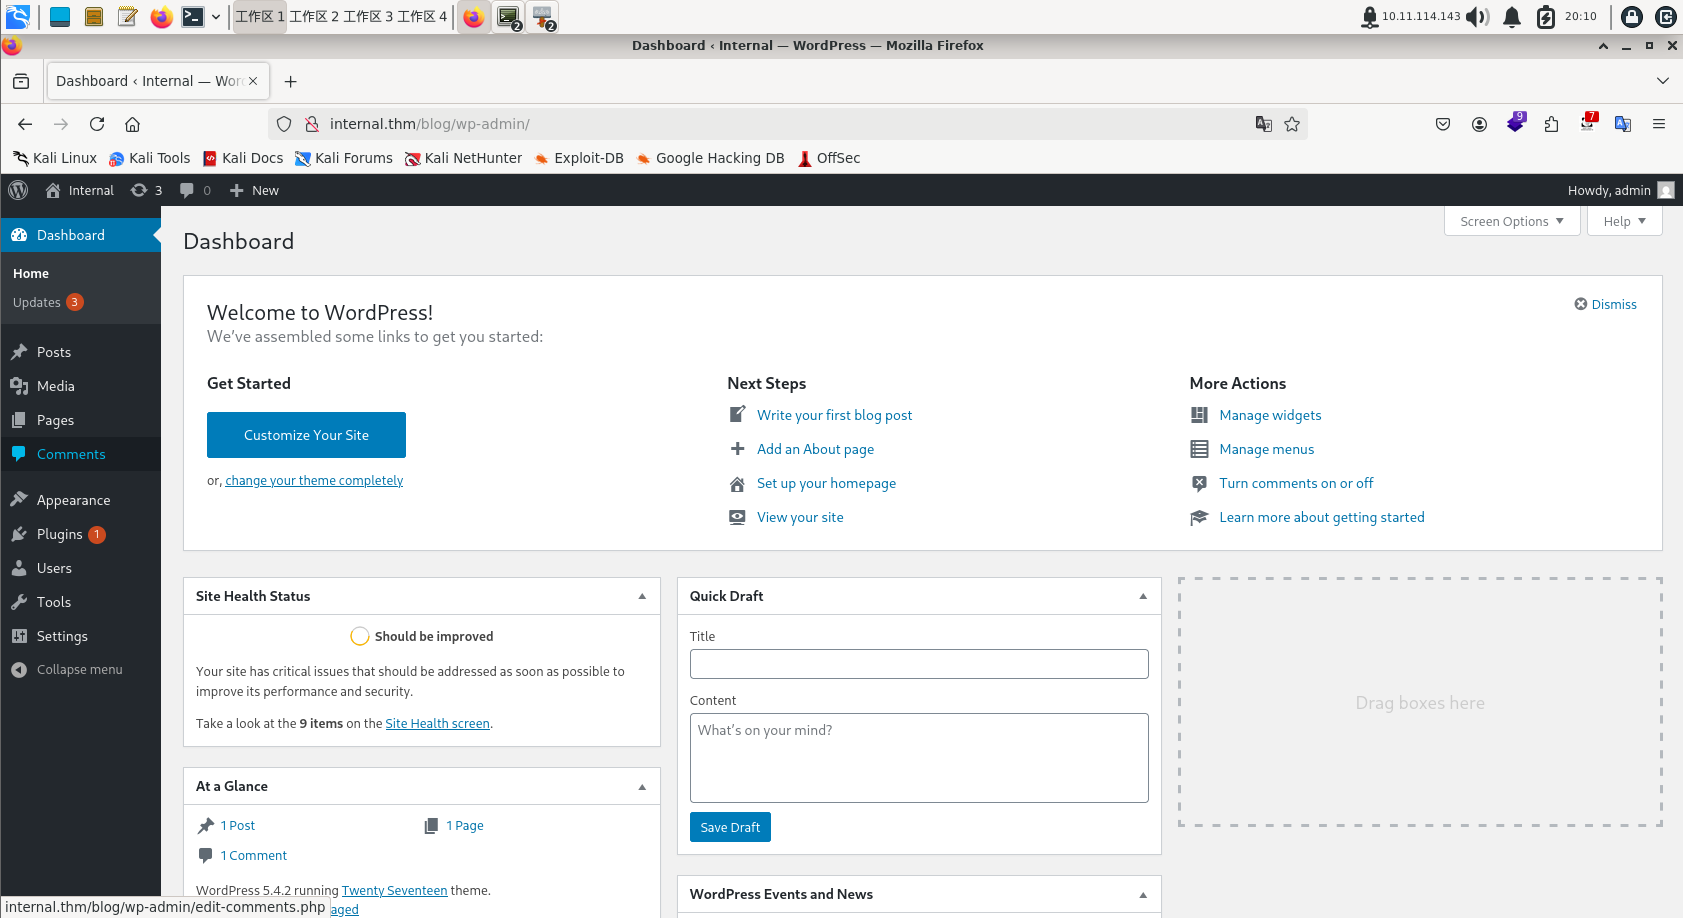 工作区 1 工作区 2 工作区 3 工作区 4
2
2
10.11.114.143
20:10
Dashboard ‹ Internal — WordPress — Mozilla Firefox
Dashboard ‹ Internal — Wor
internal.thm/blog/wp-admin/
9
7
Kali Linux Kali Tools Kali Docs Kali Forums Kali NetHunter Exploit-DB Google Hacking DB OffSec
Internal 3 0 New
Howdy, admin
Dashboard
Home
Updates 3
Posts
Media
Pages
Comments
Appearance
Plugins 1
Users
Tools
Settings
Collapse menu
Screen Options
Help
Dashboard
Welcome to WordPress!
We’ve assembled some links to get you started:
Dismiss
Get Started
Customize Your Site
or, change your theme completely
Next Steps
Write your first blog post
Add an About page
Set up your homepage
View your site
More Actions
Manage widgets
Manage menus
Turn comments on or off
Learn more about getting started
Site Health Status
Should be improved
Your site has critical issues that should be addressed as soon as possible to
improve its performance and security.
Take a look at the 9 items on the Site Health screen.
At a Glance
1 Post
1 Page
1 Comment
WordPress 5.4.2 running Twenty Seventeen theme.
aged
Quick Draft
Title
Content
What’s on your mind?
Save Draft
WordPress Events and News
Drag boxes here
internal.thm/blog/wp-admin/edit-comments.php